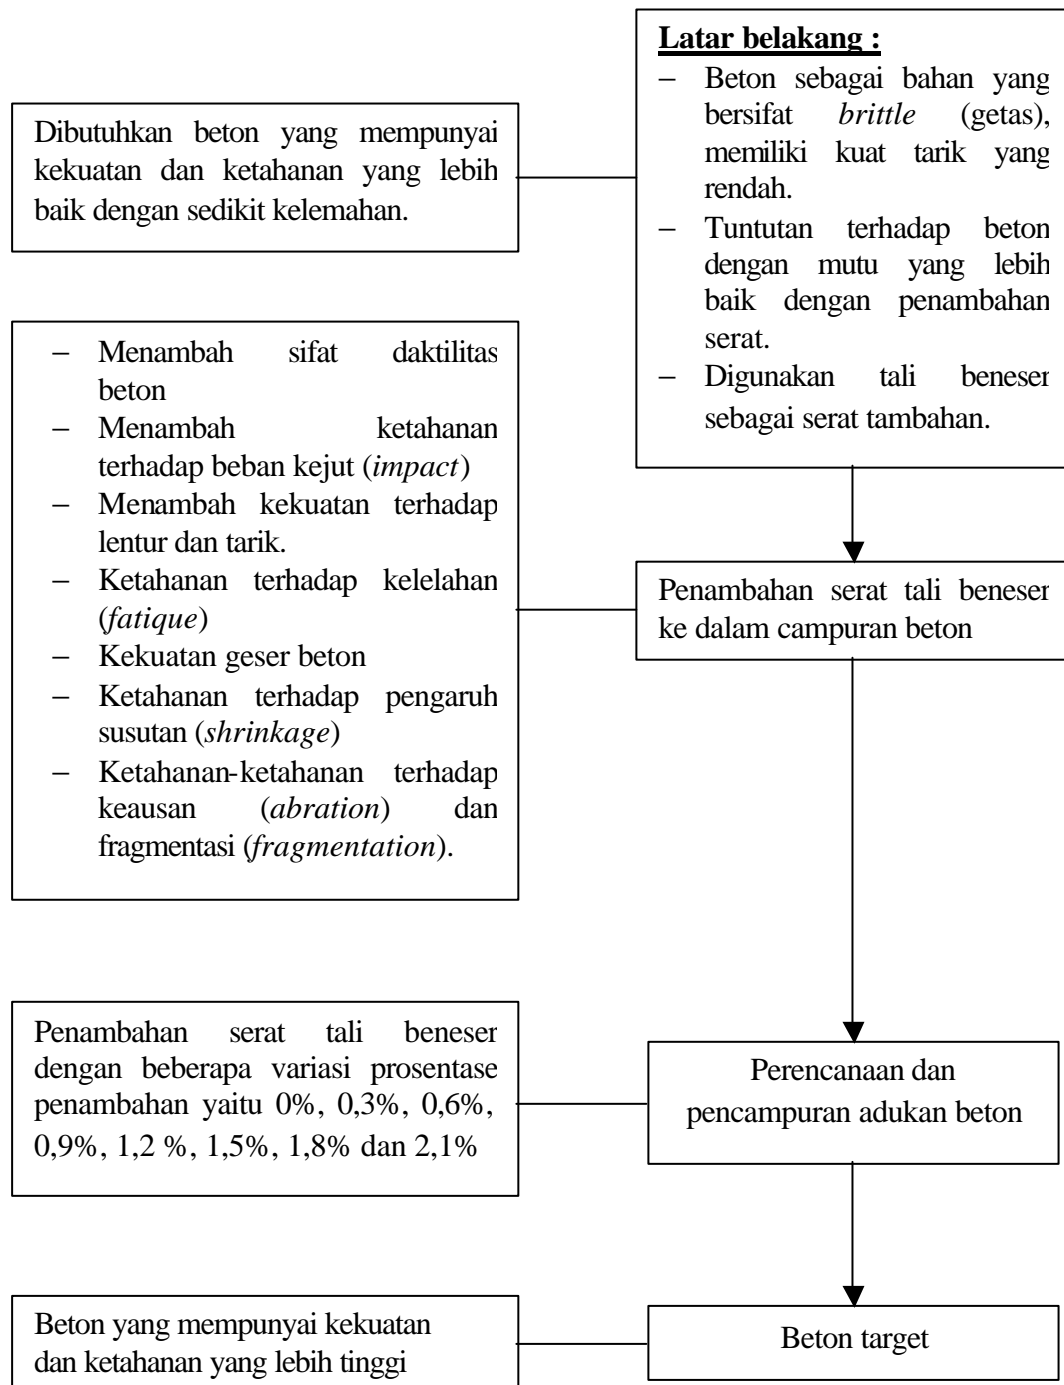 Latar belakang :
– Beton sebagai bahan yang
bersifat brittle (getas),
memiliki kuat tarik yang
rendah.
– Tuntutan terhadap beton
dengan mutu yang lebih
baik dengan penambahan
serat.
– Digunakan tali beneser
sebagai serat tambahan.
Dibutuhkan beton yang mempunyai
kekuatan dan ketahanan yang lebih
baik dengan sedikit kelemahan.
– Menambah sifat daktilitas
beton
– Menambah ketahanan
terhadap beban kejut (impact)
– Menambah kekuatan terhadap
lentur dan tarik.
– Ketahanan terhadap kelelahan
(fatique)
– Kekuatan geser beton
– Ketahanan terhadap pengaruh
susutan (shrinkage)
– Ketahanan-ketahanan terhadap
keausan (abration) dan
fragmentasi (fragmentation).
Penambahan serat tali beneser
ke dalam campuran beton
Penambahan serat tali beneser
dengan beberapa variasi prosentase
penambahan yaitu 0%, 0,3%, 0,6%,
0,9%, 1,2 %, 1,5%, 1,8% dan 2,1%
Perencanaan dan
pencampuran adukan beton
Beton yang mempunyai kekuatan
dan ketahanan yang lebih tinggi
Beton target